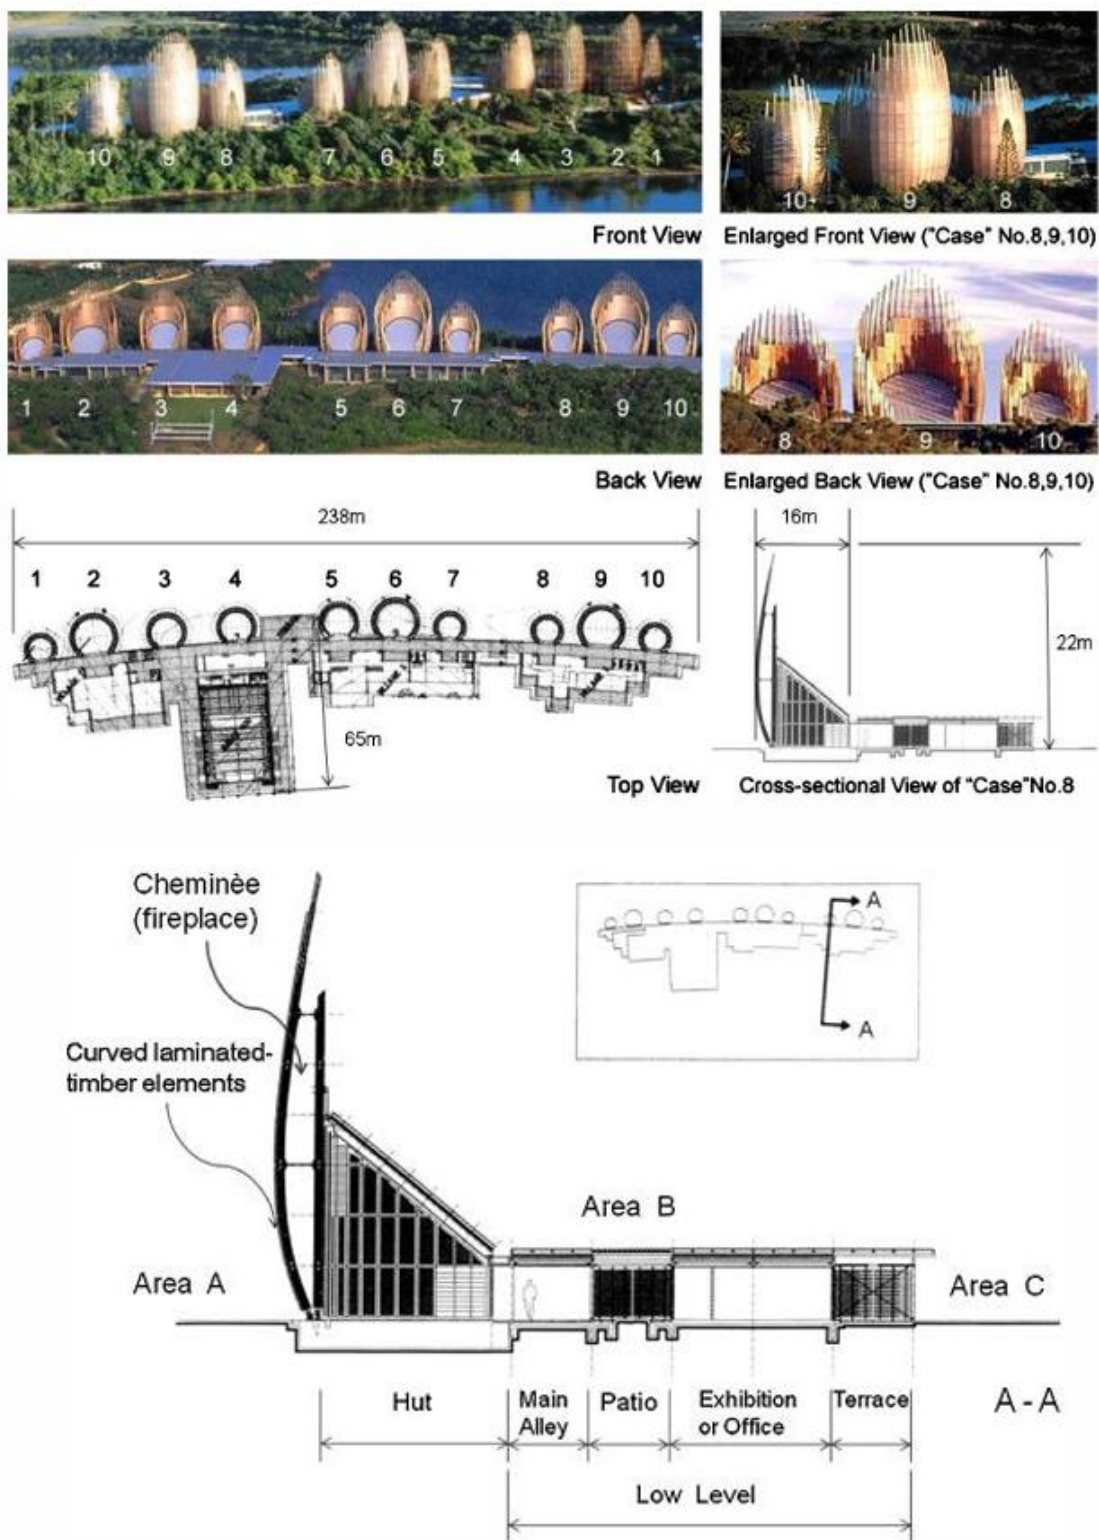 10 9 8 7 6 5 4 3 2 1
10 9 8
Front View
Enlarged Front View ("Case" No.8,9,10)
1 2 3 4 5 6 7 8 9 10
8 9 10
Back View
Enlarged Back View ("Case" No.8,9,10)
238m
16m
1 2 3 4 5 6 7 8 9 10
22m
65m
Top View
Cross-sectional View of "Case"No.8
Cheminèe
(fireplace)
A
A
Curved laminated-
timber elements
Area B
Area A
Area C
Hut
Main
Alley
Patio
Exhibition
or Office
Terrace
A - A
Low Level